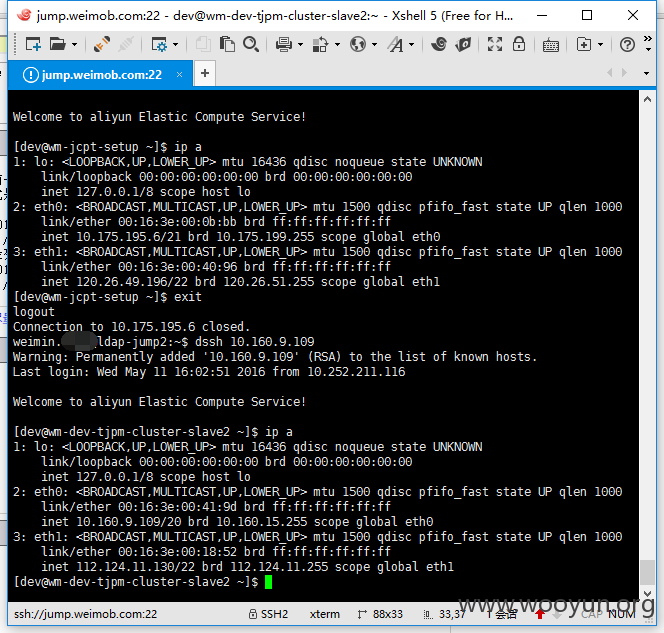 jump.weimob.com:22 - dev@wm-dev-tjpm-cluster-slave2:~ - Xshell 5 (Free for H...
jump.weimob.com:22
Welcome to aliyun Elastic Compute Service!
[dev@wm-jcpt-setup ~]$ ip a
1: lo: <LOOPBACK,UP,LOWER_UP> mtu 16436 qdisc noqueue state UNKNOWN
    link/loopback 00:00:00:00:00:00 brd 00:00:00:00:00:00
    inet 127.0.0.1/8 scope host lo
2: eth0: <BROADCAST,MULTICAST,UP,LOWER_UP> mtu 1500 qdisc pfifo_fast state UP qlen 1000
    link/ether 00:16:3e:00:0b:bb brd ff:ff:ff:ff:ff:ff
    inet 10.175.195.6/21 brd 10.175.199.255 scope global eth0
3: eth1: <BROADCAST,MULTICAST,UP,LOWER_UP> mtu 1500 qdisc pfifo_fast state UP qlen 1000
    link/ether 00:16:3e:00:40:96 brd ff:ff:ff:ff:ff:ff
    inet 120.26.49.196/22 brd 120.26.51.255 scope global eth1
[dev@wm-jcpt-setup ~]$ exit
logout
Connection to 10.175.195.6 closed.
weimin. ldap-jump2:~$ dssh 10.160.9.109
Warning: Permanently added '10.160.9.109' (RSA) to the list of known hosts.
Last login: Wed May 11 16:02:51 2016 from 10.252.211.116
Welcome to aliyun Elastic Compute Service!
[dev@wm-dev-tjpm-cluster-slave2 ~]$ ip a
1: lo: <LOOPBACK,UP,LOWER_UP> mtu 16436 qdisc noqueue state UNKNOWN
    link/loopback 00:00:00:00:00:00 brd 00:00:00:00:00:00
    inet 127.0.0.1/8 scope host lo
2: eth0: <BROADCAST,MULTICAST,UP,LOWER_UP> mtu 1500 qdisc pfifo_fast state UP qlen 1000
    link/ether 00:16:3e:00:41:9d brd ff:ff:ff:ff:ff:ff
    inet 10.160.9.109/20 brd 10.160.15.255 scope global eth0
3: eth1: <BROADCAST,MULTICAST,UP,LOWER_UP> mtu 1500 qdisc pfifo_fast state UP qlen 1000
    link/ether 00:16:3e:00:18:52 brd ff:ff:ff:ff:ff:ff
    inet 112.124.11.130/22 brd 112.124.11.255 scope global eth1
[dev@wm-dev-tjpm-cluster-slave2 ~]$
www.wooyun.org
ssh://jump.weimob.com:22 SSH2 xterm 88x33 33,37 1 会话 CAP NUM